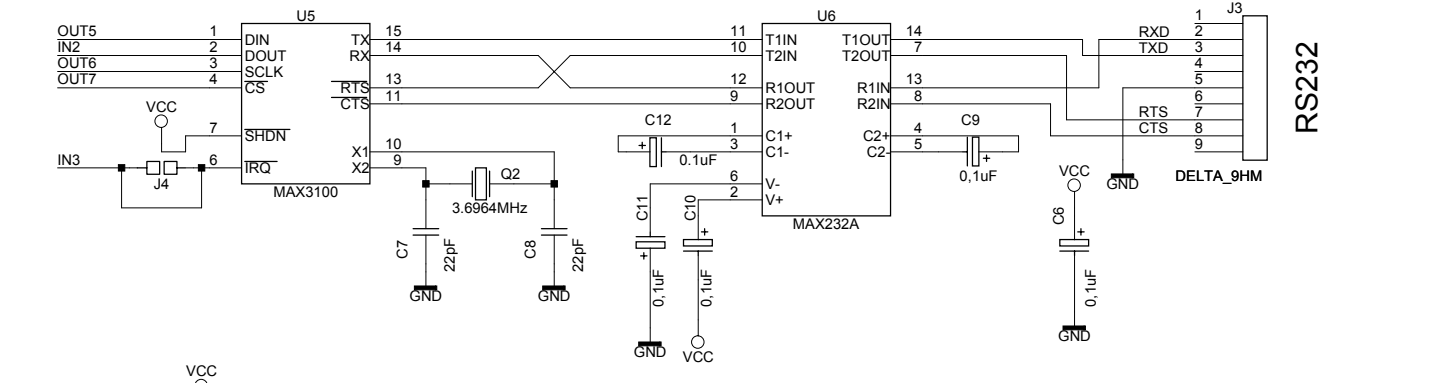 U5
U6
J3
OUT5 1 DIN TX 15 11 T1IN T1OUT 14 1
IN2 2 DOUT RX 14 10 T2IN T2OUT 7 RXD 2
OUT6 3 SCLK TXD 3
OUT7 4 CS RTS 13 12 R1OUT R1IN 13 4
CTS 11 9 R2OUT R2IN 8 5
6
RTS 7
CTS 8
9
RS232
VCC
7 SHDN
C12
+
0.1uF
1 C1+ C2+ 4
3 C1- C2- 5
C9
+
0,1uF
X1 10
X2 9
IN3 J4 6 IRQ
MAX3100
Q2
3.6964MHz
6 V-
2 V+
MAX232A
GND
DELTA_9HM
VCC
C7
22pF
GND
C8
22pF
GND
C11
+
0,1uF
GND
C10
+
0,1uF
VCC
C6
+
0,1uF
GND
VCC